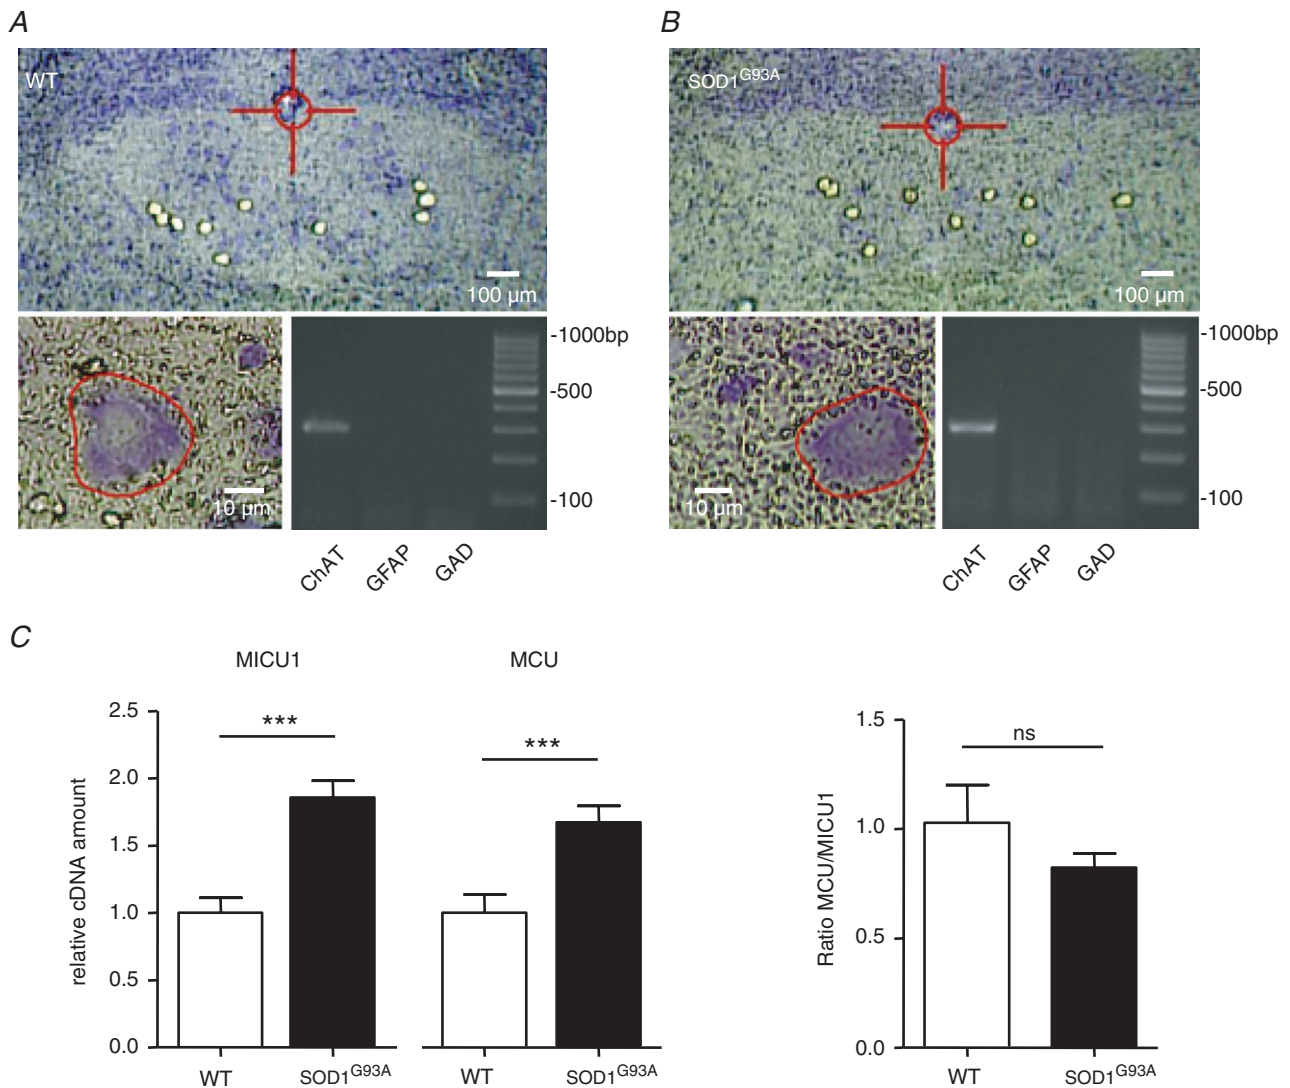 A
WT
100 µm
10 µm
-1000bp
-500
-100
ChAT
GFAP
GAD
B
SOD1G93A
100 µm
10 µm
-1000bp
-500
-100
ChAT
GFAP
GAD
C
MICU1
MCU
relative cDNA amount
2.5
2.0
1.5
1.0
0.5
0.0
***
***
WT
SOD1G93A
WT
SOD1G93A
Ratio MCU/MICU1
1.5
1.0
0.5
0.0
ns
WT
SOD1G93A